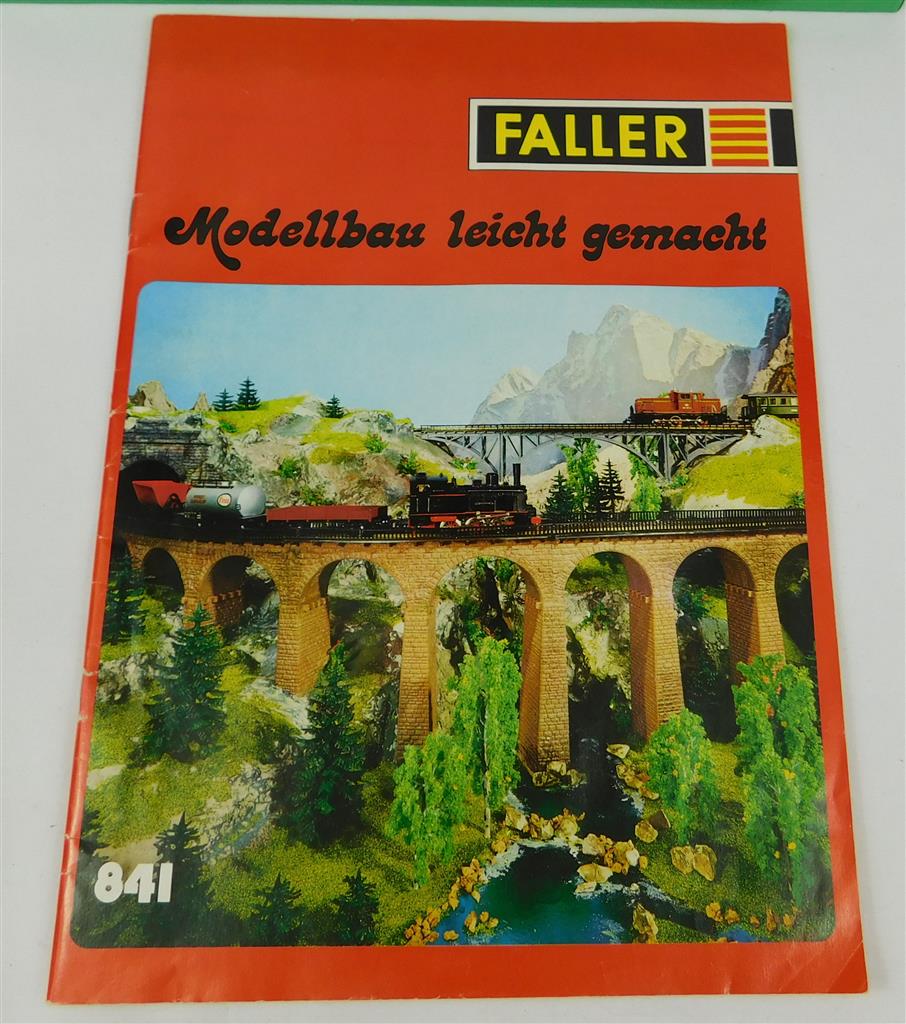 FALLER
Modellbau leicht gemacht
841